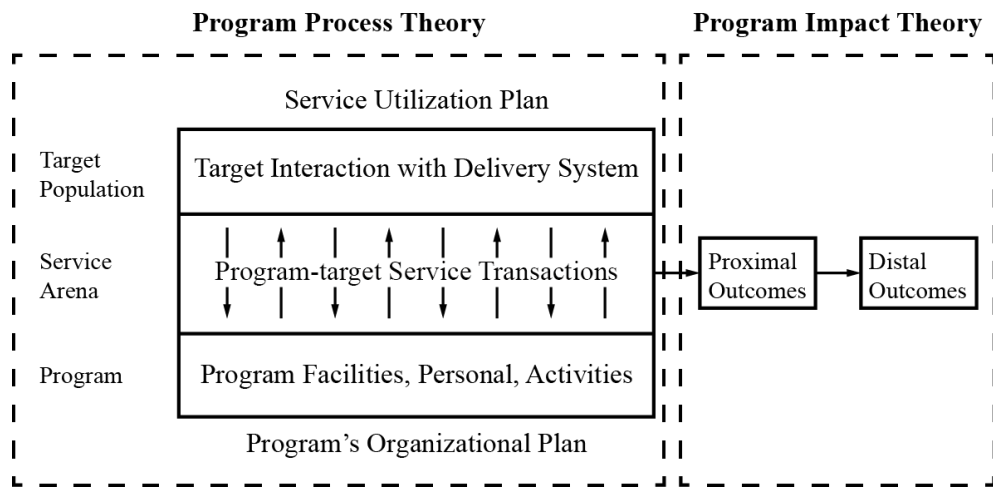 Program Process Theory
Program Impact Theory
Service Utilization Plan
Target
Population
Target Interaction with Delivery System
Service
Arena
Program-target Service Transactions
Proximal
Outcomes
Distal
Outcomes
Program
Program Facilities, Personal, Activities
Program’s Organizational Plan